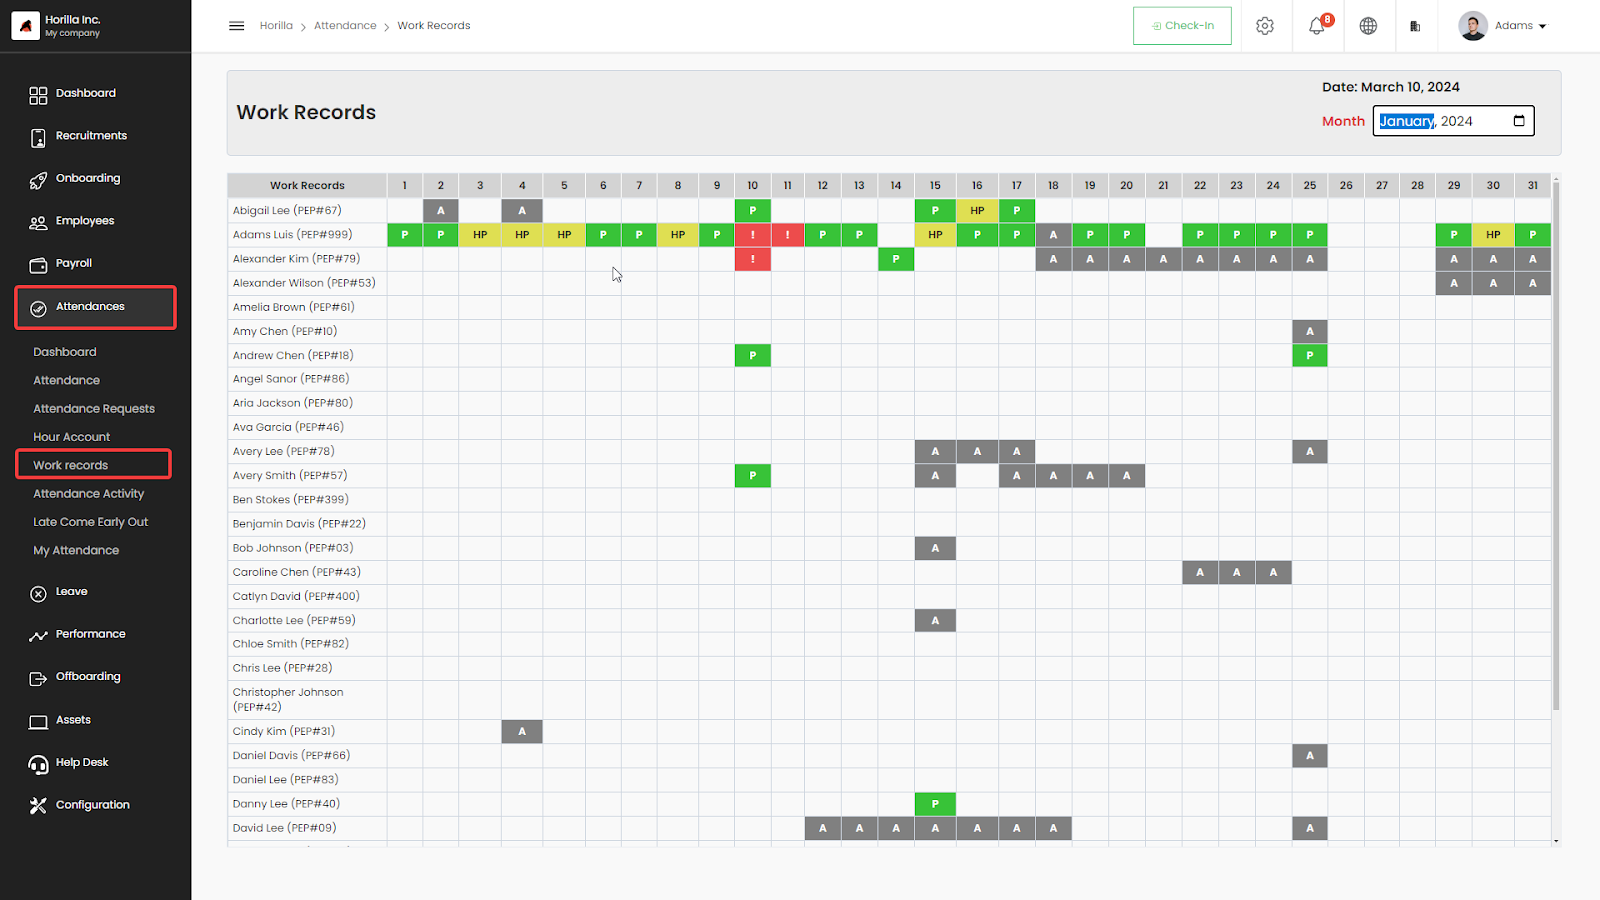 Horilla Inc.
My company
Horilla > Attendance > Work Records
Check-In
8
Adams
Dashboard
Recruitments
Onboarding
Employees
Payroll
Attendances
Dashboard
Attendance
Attendance Requests
Hour Account
Work records
Attendance Activity
Late Come Early Out
My Attendance
Leave
Performance
Offboarding
Assets
Help Desk
Configuration
Work Records
Date: March 10, 2024
Month January, 2024
Work Records 1 2 3 4 5 6 7 8 9 10 11 12 13 14 15 16 17 18 19 20 21 22 23 24 25 26 27 28 29 30 31
Abigail Lee (PEP#67) A A P P HP P
Adams Luis (PEP#999) P P HP HP HP P P HP P ! ! P P HP P P A P P P P P P P HP P
Alexander Kim (PEP#79) ! P A A A A A A A A A A A
Alexander Wilson (PEP#53) A A A
Amelia Brown (PEP#61)
Amy Chen (PEP#10) A
Andrew Chen (PEP#18) P P
Angel Sanor (PEP#86)
Aria Jackson (PEP#80)
Ava Garcia (PEP#46)
Avery Lee (PEP#78) A A A A
Avery Smith (PEP#57) P A A A A A
Ben Stokes (PEP#399)
Benjamin Davis (PEP#22)
Bob Johnson (PEP#03) A
Caroline Chen (PEP#43) A A A
Catlyn David (PEP#400)
Charlotte Lee (PEP#59) A
Chloe Smith (PEP#82)
Chris Lee (PEP#28)
Christopher Johnson
(PEP#42)
Cindy Kim (PEP#31) A
Daniel Davis (PEP#66) A
Daniel Lee (PEP#83)
Danny Lee (PEP#40) P
David Lee (PEP#09) A A A A A A A A